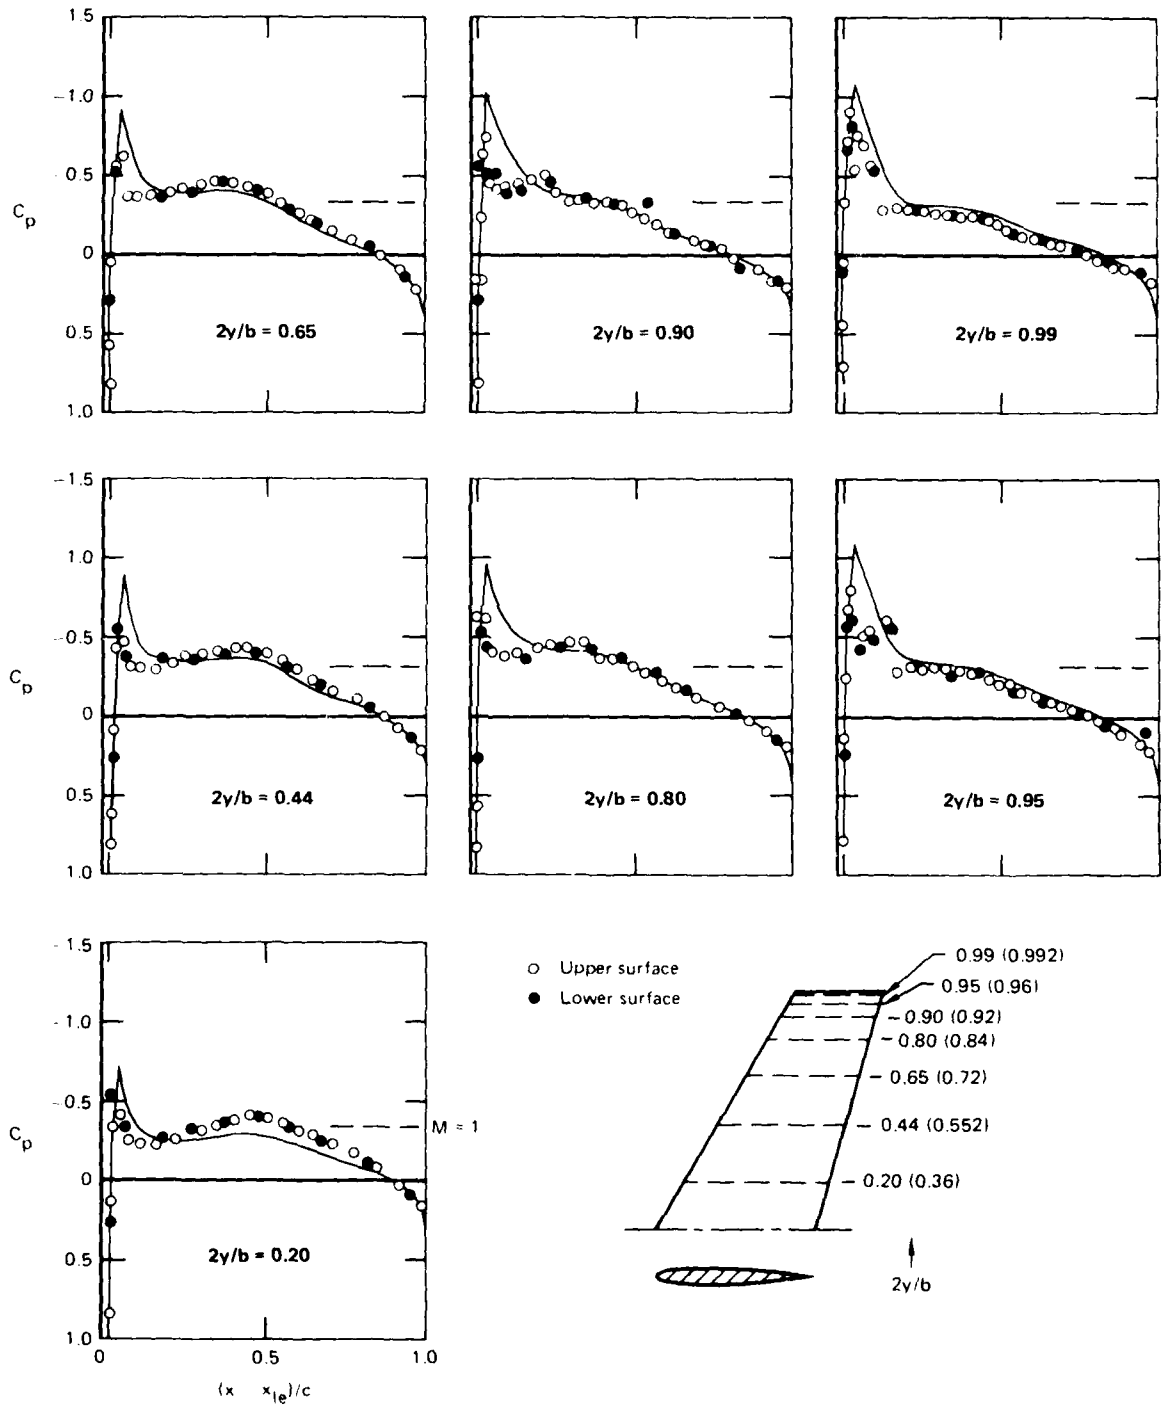 1.5
- 1.0
- 0.5
C p
0
0.5
1.0
2y/b = 0.65
2y/b = 0.90
2y/b = 0.99
- 1.5
1.0
-0.5
C p
0
0.5
1.0
2y/b = 0.44
2y/b = 0.80
2y/b = 0.95
- 1.5
- 1.0
- 0.5
C p
0
0.5
1.0
M = 1
2y/b = 0.20
0
0.5
1.0
(x x le)/c
Upper surface
Lower surface
0.99 (0.992)
0.95 (0.96)
0.90 (0.92)
0.80 (0.84)
0.65 (0.72)
0.44 (0.552)
0.20 (0.36)
2y/b